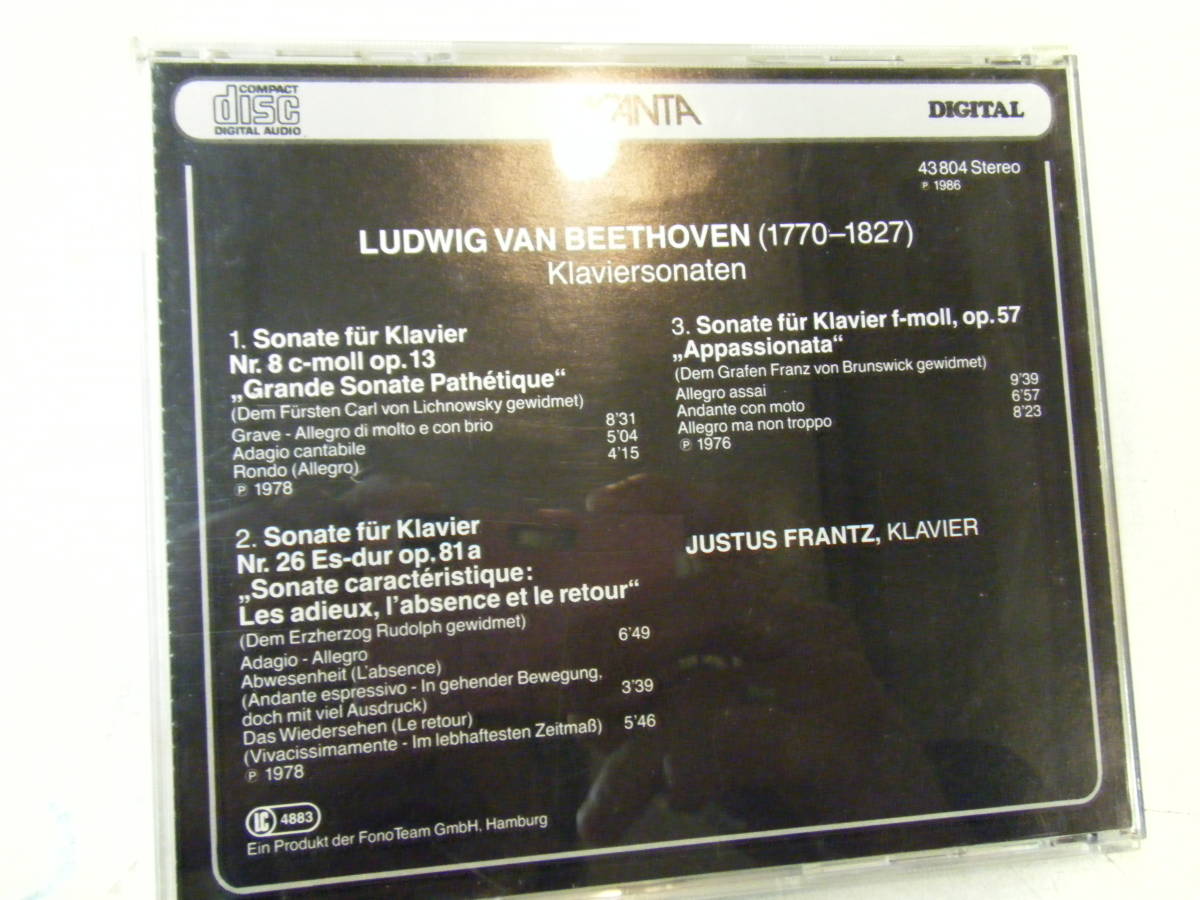 COMPACT
disc
DIGITAL AUDIO
DIGITAL
43 804 Stereo
℗ 1986
LUDWIG VAN BEETHOVEN (1770–1827)
Klaviersonaten
1. Sonate für Klavier
Nr. 8 c-moll op. 13
„Grande Sonate Pathétique“
(Dem Fürsten Carl von Lichnowsky gewidmet)
Grave - Allegro di molto e con brio 8'31
Adagio cantabile 5'04
Rondo (Allegro) 4'15
℗ 1978
2. Sonate für Klavier
Nr. 26 Es-dur op. 81a
„Sonate caractéristique:
Les adieux, l'absence et le retour“
(Dem Erzherzog Rudolph gewidmet)
Adagio - Allegro 6'49
Abwesenheit (L'absence)
(Andante espressivo - In gehender Bewegung,
doch mit viel Ausdruck) 3'39
Das Wiedersehen (Le retour)
(Vivacissimamente - Im lebhaftesten Zeitmaß) 5'46
℗ 1978
3. Sonate für Klavier f-moll, op. 57
„Appassionata“
(Dem Grafen Franz von Brunswick gewidmet)
Allegro assai 9'39
Andante con moto 6'57
Allegro ma non troppo 8'23
℗ 1976
JUSTUS FRANTZ, KLAVIER
LC 4883
Ein Produkt der FonoTeam GmbH, Hamburg